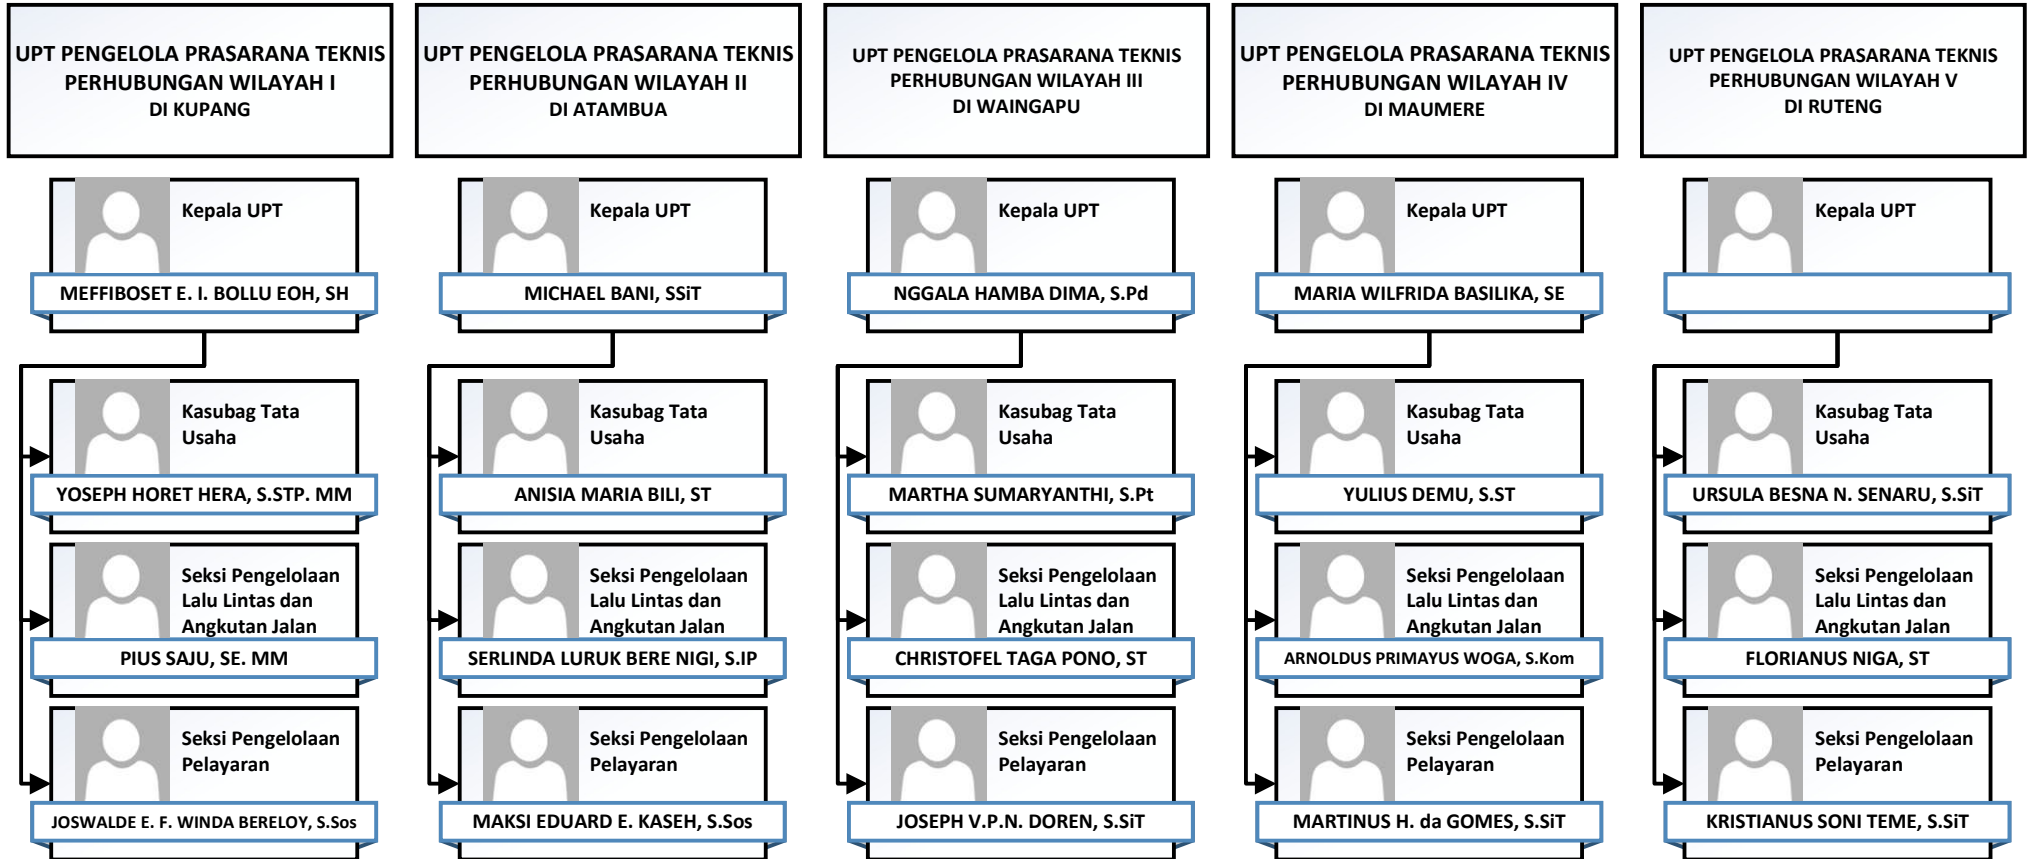 UPT PENGELOLA PRASARANA TEKNIS
PERHUBUNGAN WILAYAH I
DI KUPANG
Kepala UPT
MEFFIBOSET E. I. BOLLU EOH, SH
Kasubag Tata
Usaha
YOSEPH HORET HERA, S.STP. MM
Seksi Pengelolaan
Lalu Lintas dan
Angkutan Jalan
PIUS SAJU, SE. MM
Seksi Pengelolaan
Pelayaran
JOSWALDE E. F. WINDA BERELOY, S.Sos
UPT PENGELOLA PRASARANA TEKNIS
PERHUBUNGAN WILAYAH II
DI ATAMBUA
Kepala UPT
MICHAEL BANI, SSiT
Kasubag Tata
Usaha
ANISIA MARIA BILI, ST
Seksi Pengelolaan
Lalu Lintas dan
Angkutan Jalan
SERLINDA LURUK BERE NIGI, S.IP
Seksi Pengelolaan
Pelayaran
MAKSI EDUARD E. KASEH, S.Sos
UPT PENGELOLA PRASARANA TEKNIS
PERHUBUNGAN WILAYAH III
DI WAINGAPU
Kepala UPT
NGGALA HAMBA DIMA, S.Pd
Kasubag Tata
Usaha
MARTHA SUMARYANTHI, S.Pt
Seksi Pengelolaan
Lalu Lintas dan
Angkutan Jalan
CHRISTOFEL TAGA PONO, ST
Seksi Pengelolaan
Pelayaran
JOSEPH V.P.N. DOREN, S.SiT
UPT PENGELOLA PRASARANA TEKNIS
PERHUBUNGAN WILAYAH IV
DI MAUMERE
Kepala UPT
MARIA WILFRIDA BASILIKA, SE
Kasubag Tata
Usaha
YULIUS DEMU, S.ST
Seksi Pengelolaan
Lalu Lintas dan
Angkutan Jalan
ARNOLDUS PRIMAYUS WOGA, S.Kom
Seksi Pengelolaan
Pelayaran
MARTINUS H. da GOMES, S.SiT
UPT PENGELOLA PRASARANA TEKNIS
PERHUBUNGAN WILAYAH V
DI RUTENG
Kepala UPT
Kasubag Tata
Usaha
URSULA BESNA N. SENARU, S.SiT
Seksi Pengelolaan
Lalu Lintas dan
Angkutan Jalan
FLORIANUS NIGA, ST
Seksi Pengelolaan
Pelayaran
KRISTIANUS SONI TEME, S.SiT